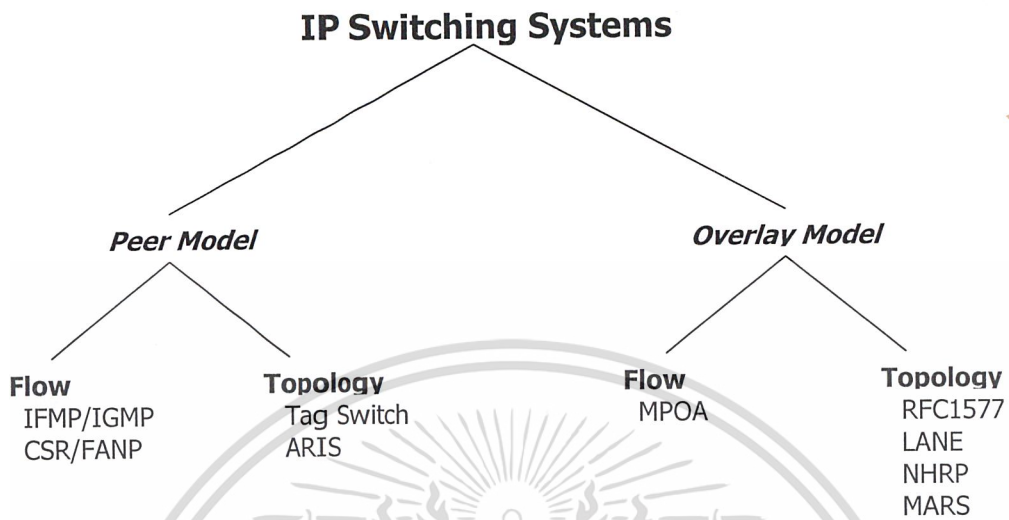 IP Switching Systems
Peer Model
Overlay Model
Flow
IFMP/IGMP
CSR/FANP
Topology
Tag Switch
ARIS
Flow
MPOA
Topology
RFC1577
LANE
NHRP
MARS